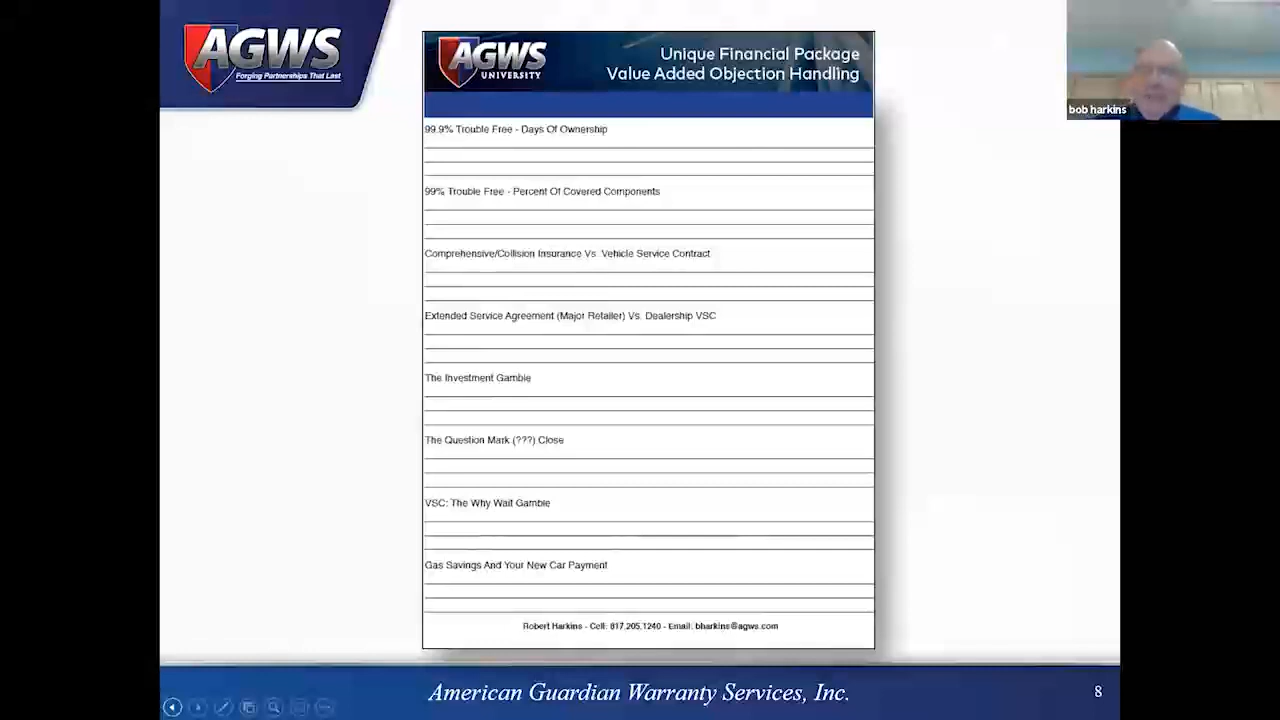 AGWS
Forging Partnerships That Last
AGWS
UNIVERSITY
Unique Financial Package
Value Added Objection Handling
99.9% Trouble Free - Days Of Ownership
99% Trouble Free - Percent Of Covered Components
Comprehensive/Collision Insurance Vs. Vehicle Service Contract
Extended Service Agreement (Major Retailer) Vs. Dealership VSC
The Investment Gamble
The Question Mark (???) Close
VSC: The Why Wait Gamble
Gas Savings And Your New Car Payment
Robert Harkins - Cell: 817.205.1240 - Email: bharkins@agws.com
American Guardian Warranty Services, Inc.
8
bob harkins